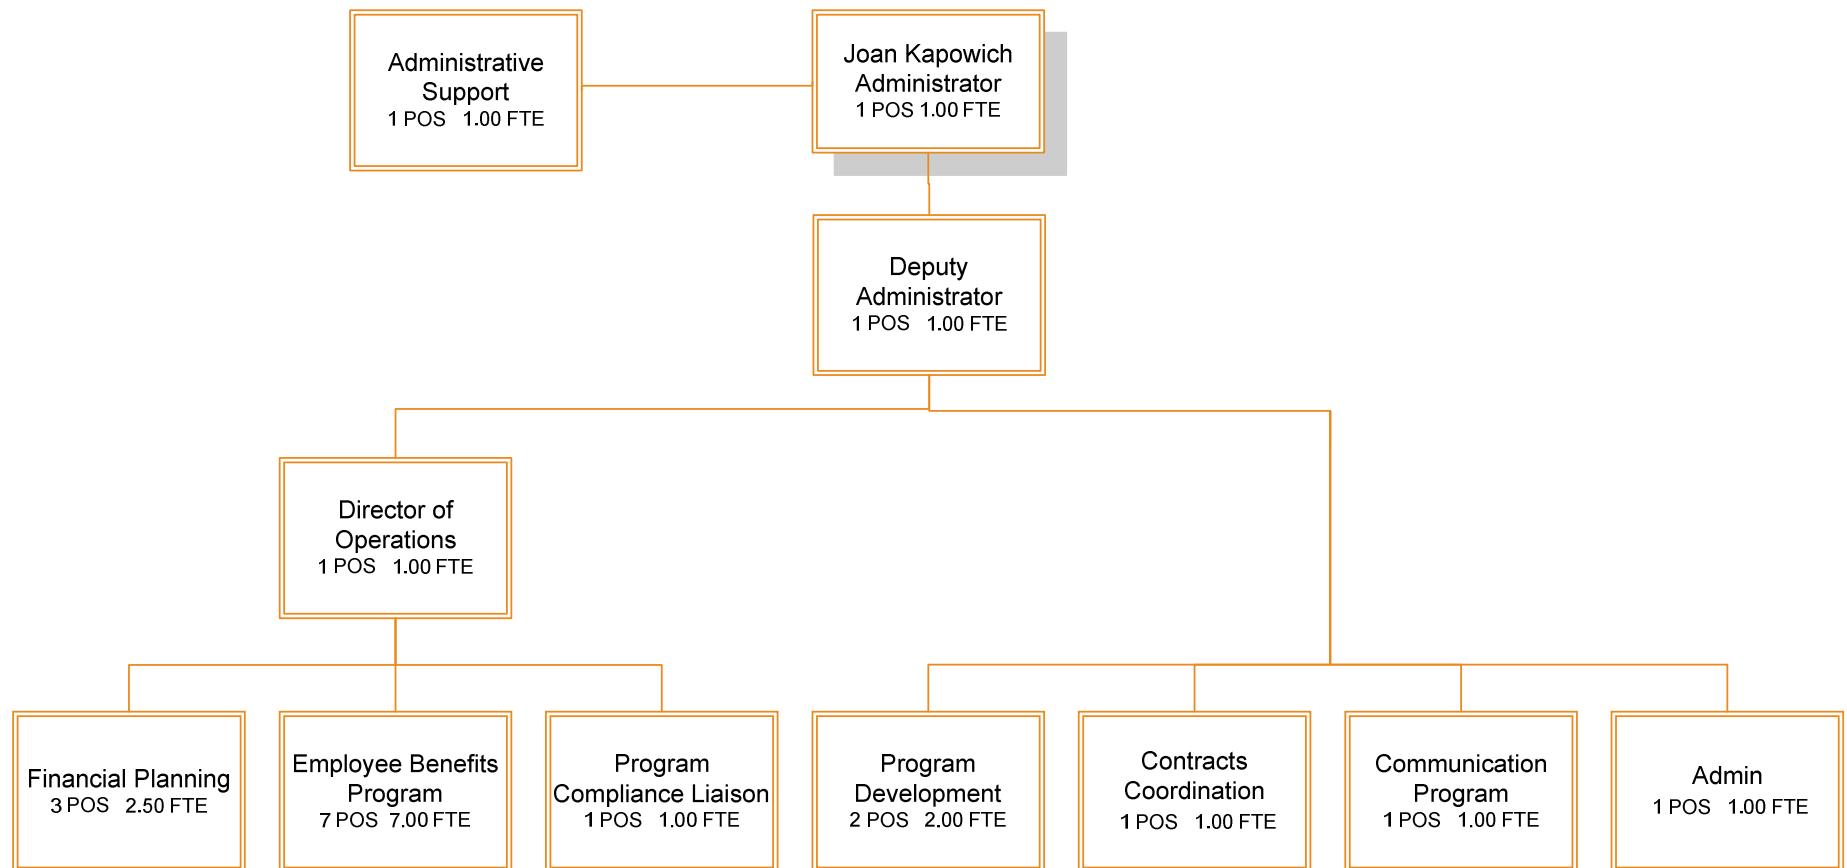 Administrative
Support
1 POS 1.00 FTE
Joan Kapowich
Administrator
1 POS 1.00 FTE
Deputy
Administrator
1 POS 1.00 FTE
Director of
Operations
1 POS 1.00 FTE
Financial Planning
3 POS 2.50 FTE
Employee Benefits
Program
7 POS 7.00 FTE
Program
Compliance Liaison
1 POS 1.00 FTE
Program
Development
2 POS 2.00 FTE
Contracts
Coordination
1 POS 1.00 FTE
Communication
Program
1 POS 1.00 FTE
Admin
1 POS 1.00 FTE